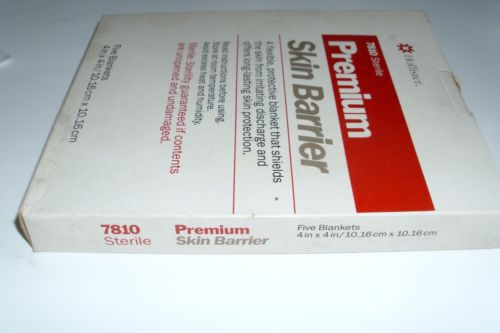 Hollister
7810 Sterile
Premium
Skin Barrier
A flexible, protective blanket that shields
the skin from irritating discharge and
offers long-lasting skin protection.
Read instructions before using.
Store at room temperature.
Avoid excess heat and humidity.
Sterile: Sterility guaranteed if contents
are unopened and undamaged.
Five Blankets
4 in x 4 in/10.16 cm x 10.16 cm
7810
Sterile
Premium
Skin Barrier
Five Blankets
4 in x 4 in/10.16 cm x 10.16 cm